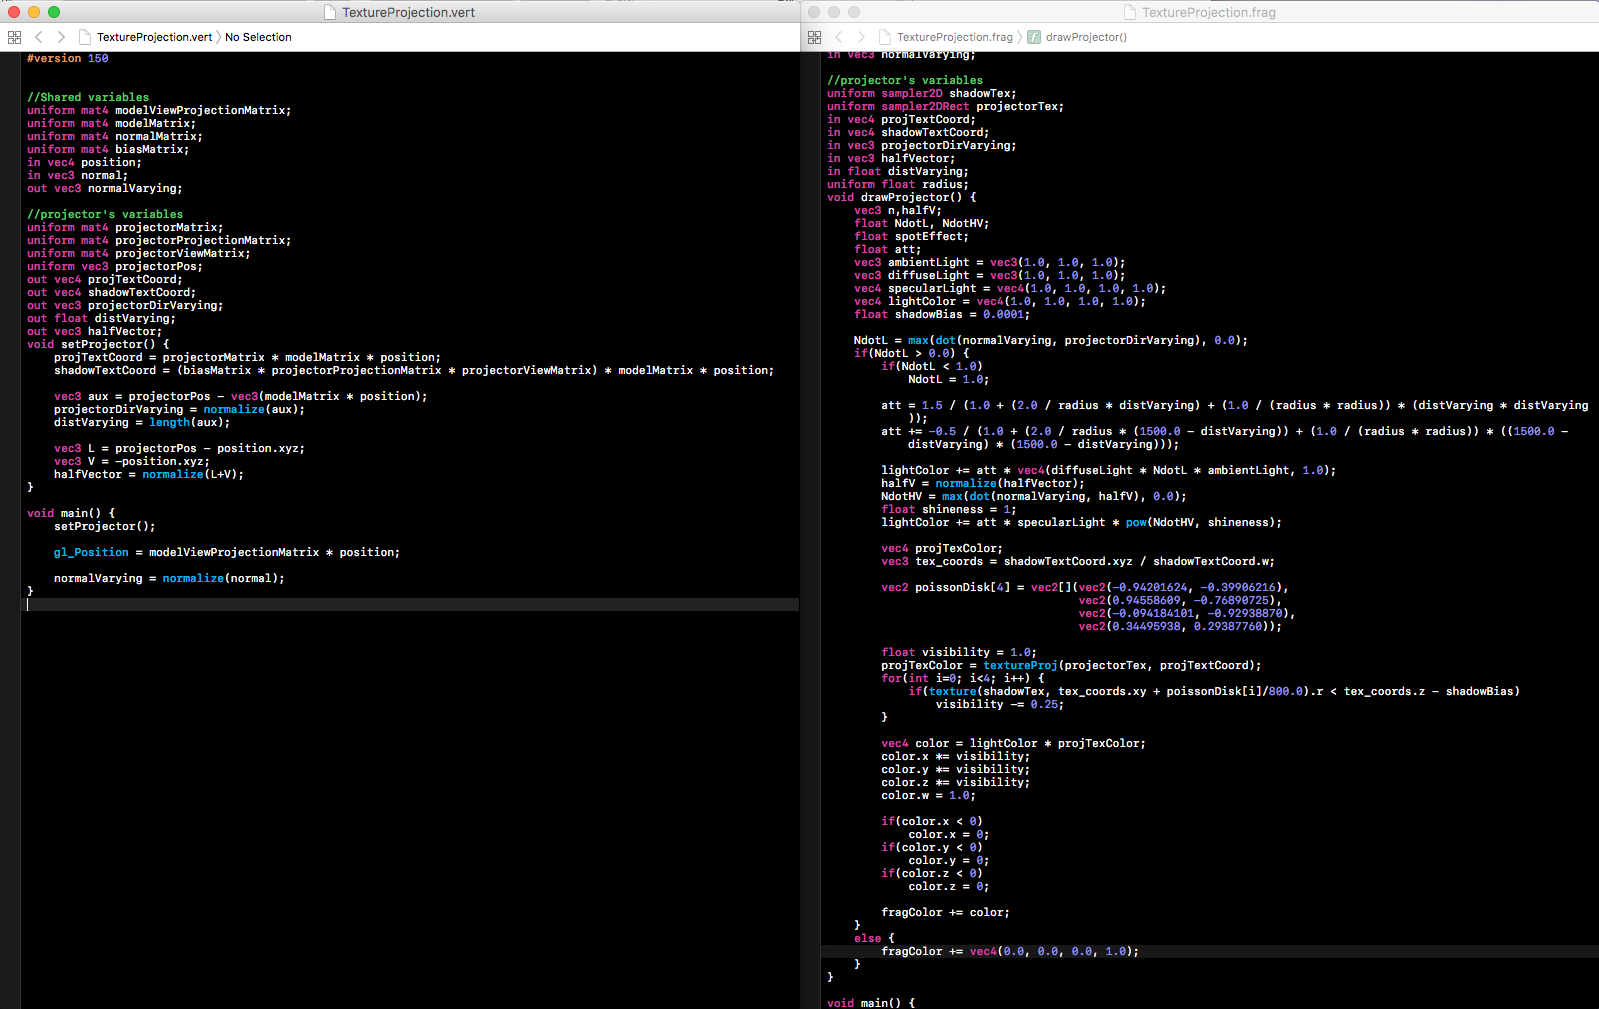 TextureProjection.vert
TextureProjection.vert 〉 No Selection
#version 150
//Shared variables
uniform mat4 modelViewProjectionMatrix;
uniform mat4 modelMatrix;
uniform mat4 normalMatrix;
uniform mat4 biasMatrix;
in vec4 position;
in vec3 normal;
out vec3 normalVarying;
//projector's variables
uniform mat4 projectorMatrix;
uniform mat4 projectorProjectionMatrix;
uniform mat4 projectorViewMatrix;
uniform vec3 projectorPos;
out vec4 projTextCoord;
out vec4 shadowTextCoord;
out vec3 projectorDirVarying;
out float distVarying;
out vec3 halfVector;
void setProjector() {
projTextCoord = projectorMatrix * modelMatrix * position;
shadowTextCoord = (biasMatrix * projectorProjectionMatrix * projectorViewMatrix) * modelMatrix * position;
vec3 aux = projectorPos - vec3(modelMatrix * position);
projectorDirVarying = normalize(aux);
distVarying = length(aux);
vec3 L = projectorPos - position.xyz;
vec3 V = -position.xyz;
halfVector = normalize(L+V);
}
void main() {
setProjector();
gl_Position = modelViewProjectionMatrix * position;
normalVarying = normalize(normal);
}
TextureProjection.frag
TextureProjection.frag 〉 f drawProjector()
in vec3 normalVarying;
//projector's variables
uniform sampler2D shadowTex;
uniform sampler2DRect projectorTex;
in vec4 projTextCoord;
in vec4 shadowTextCoord;
in vec3 projectorDirVarying;
in vec3 halfVector;
in float distVarying;
uniform float radius;
void drawProjector() {
vec3 n,halfV;
float NdotL, NdotHV;
float spotEffect;
float att;
vec3 ambientLight = vec3(1.0, 1.0, 1.0);
vec3 diffuseLight = vec3(1.0, 1.0, 1.0);
vec4 specularLight = vec4(1.0, 1.0, 1.0, 1.0);
vec4 lightColor = vec4(1.0, 1.0, 1.0, 1.0);
float shadowBias = 0.0001;
NdotL = max(dot(normalVarying, projectorDirVarying), 0.0);
if(NdotL > 0.0) {
if(NdotL < 1.0)
NdotL = 1.0;
att = 1.5 / (1.0 + (2.0 / radius * distVarying) + (1.0 / (radius * radius)) * (distVarying * distVarying
));
att += -0.5 / (1.0 + (2.0 / radius * (1500.0 - distVarying)) + (1.0 / (radius * radius)) * ((1500.0 -
distVarying) * (1500.0 - distVarying)));
lightColor += att * vec4(diffuseLight * NdotL * ambientLight, 1.0);
halfV = normalize(halfVector);
NdotHV = max(dot(normalVarying, halfV), 0.0);
float shineness = 1;
lightColor += att * specularLight * pow(NdotHV, shineness);
vec4 projTexColor;
vec3 tex_coords = shadowTextCoord.xyz / shadowTextCoord.w;
vec2 poissonDisk[4] = vec2[](vec2(-0.94201624, -0.39906216),
vec2(0.94558609, -0.76890725),
vec2(-0.094184101, -0.92938870),
vec2(0.34495938, 0.29387760));
float visibility = 1.0;
projTexColor = textureProj(projectorTex, projTextCoord);
for(int i=0; i<4; i++) {
if(texture(shadowTex, tex_coords.xy + poissonDisk[i]/800.0).r < tex_coords.z - shadowBias)
visibility -= 0.25;
}
vec4 color = lightColor * projTexColor;
color.x *= visibility;
color.y *= visibility;
color.z *= visibility;
color.w = 1.0;
if(color.x < 0)
color.x = 0;
if(color.y < 0)
color.y = 0;
if(color.z < 0)
color.z = 0;
fragColor += color;
}
else {
fragColor += vec4(0.0, 0.0, 0.0, 1.0);
}
}
void main() {